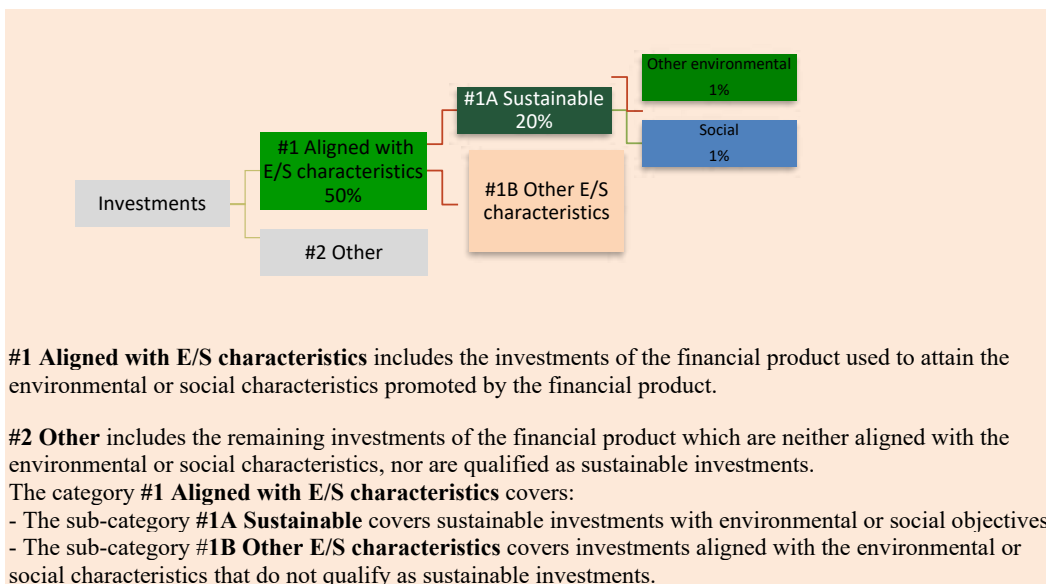 Investments
#1 Aligned with
E/S characteristics
50%
#2 Other
#1A Sustainable
20%
#1B Other E/S
characteristics
Other environmental
1%
Social
1%
#1 Aligned with E/S characteristics includes the investments of the financial product used to attain the
environmental or social characteristics promoted by the financial product.
#2 Other includes the remaining investments of the financial product which are neither aligned with the
environmental or social characteristics, nor are qualified as sustainable investments.
The category #1 Aligned with E/S characteristics covers:
- The sub-category #1A Sustainable covers sustainable investments with environmental or social objectives
- The sub-category #1B Other E/S characteristics covers investments aligned with the environmental or
social characteristics that do not qualify as sustainable investments.